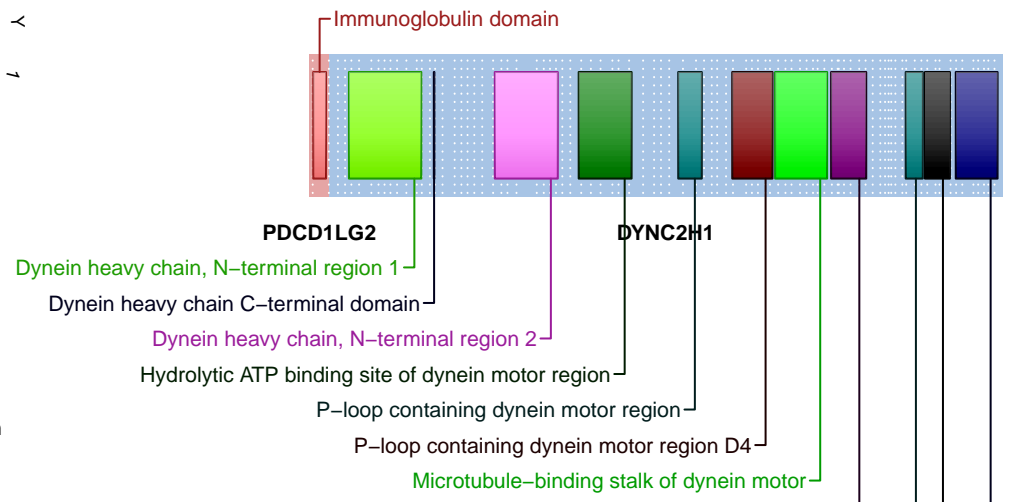 Immunoglobulin domain
Y
1
PDCD1LG2
DYNC2H1
Dynein heavy chain, N−terminal region 1
Dynein heavy chain C−terminal domain
Dynein heavy chain, N−terminal region 2
Hydrolytic ATP binding site of dynein motor region
P−loop containing dynein motor region
P−loop containing dynein motor region D4
Microtubule−binding stalk of dynein motor